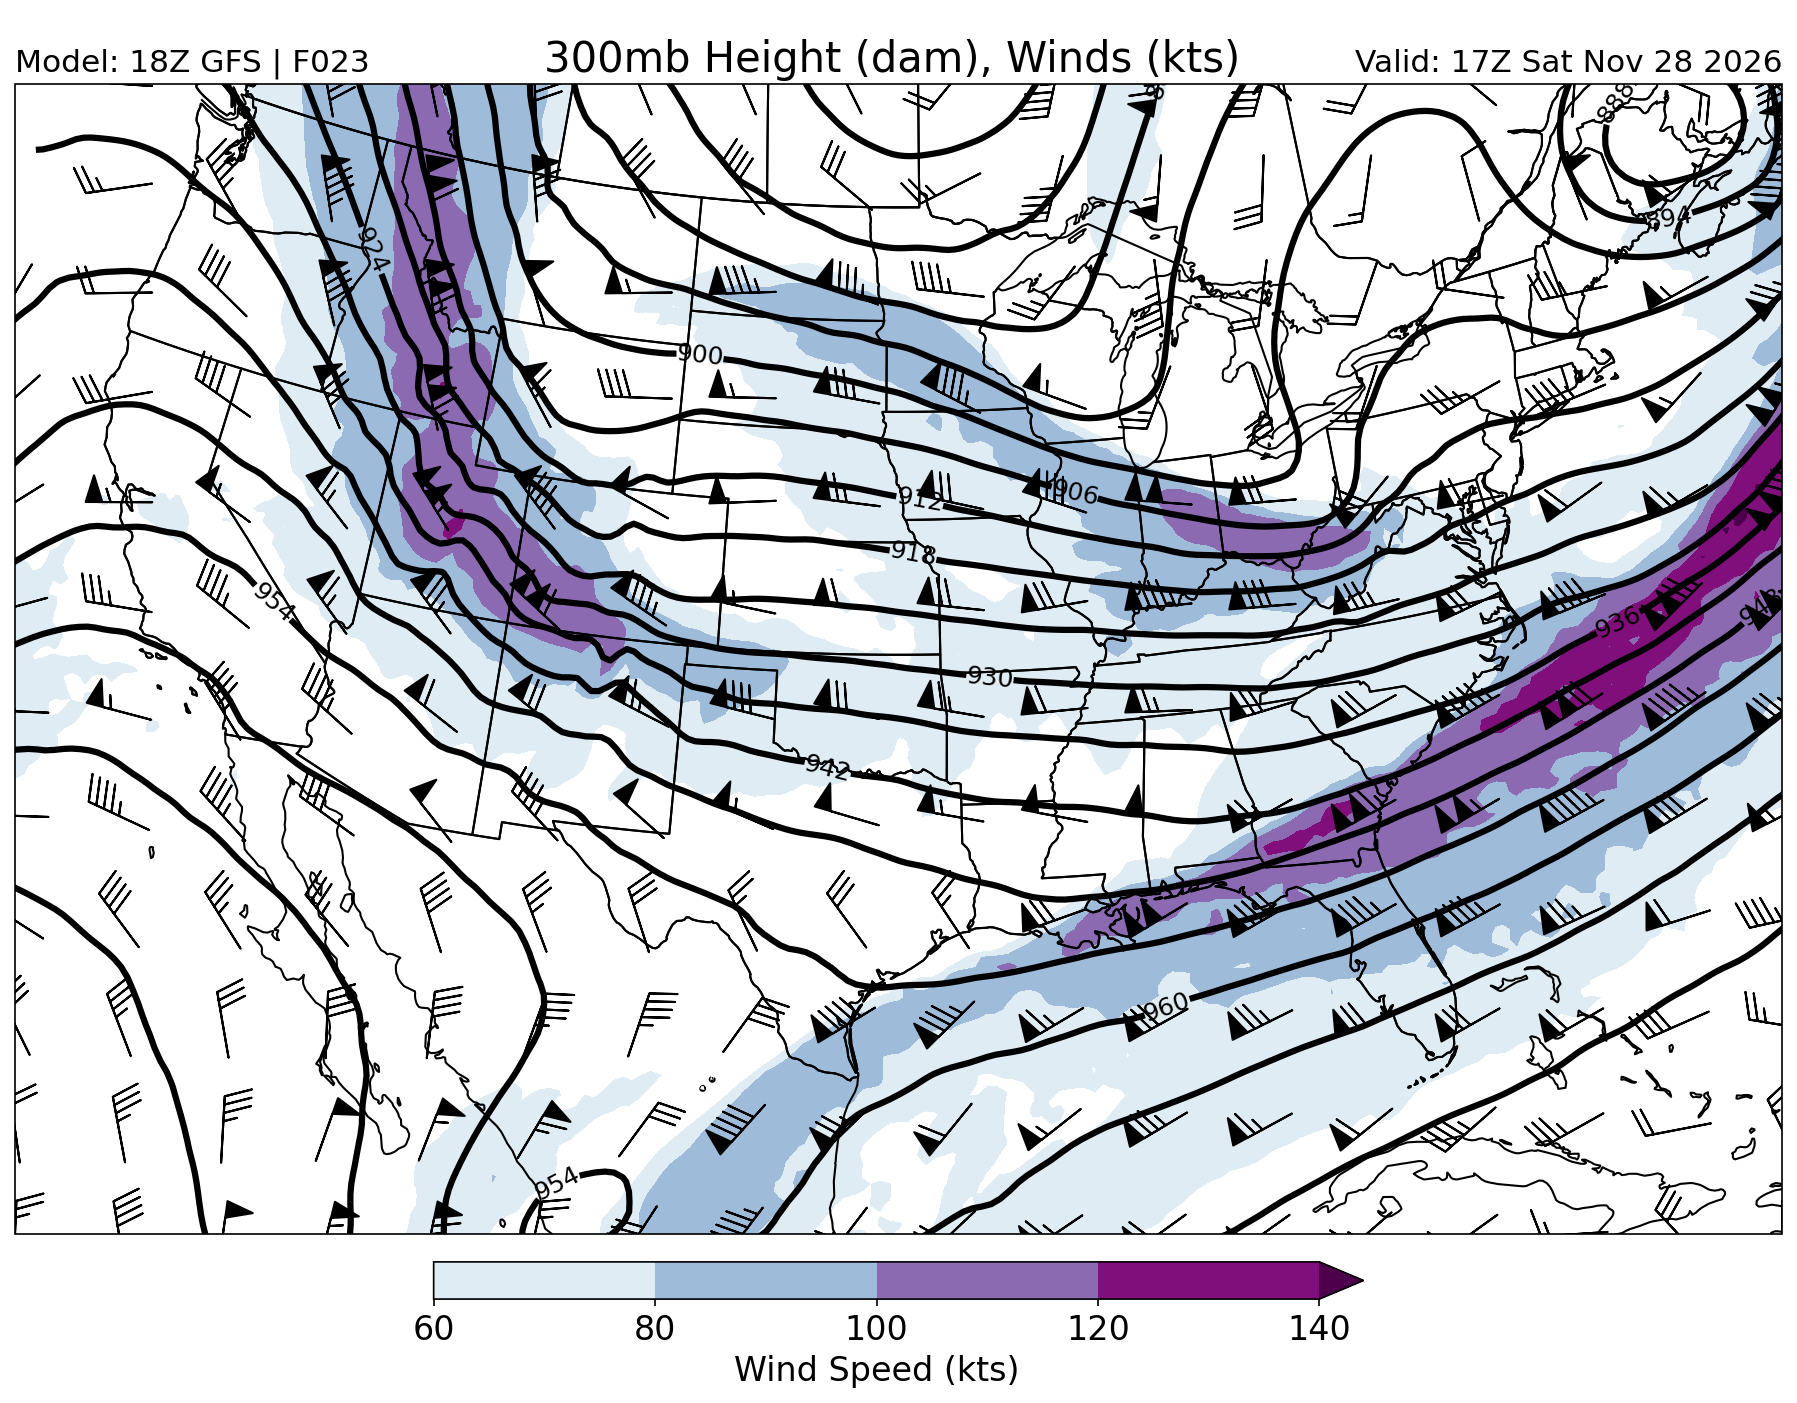 Model: 18Z GFS | F023
300mb Height (dam), Winds (kts)
Valid: 17Z Sat Nov 28 2026
888
894
924
900
906
912
918
954
936
948
930
942
960
954
60 80 100 120 140
Wind Speed (kts)